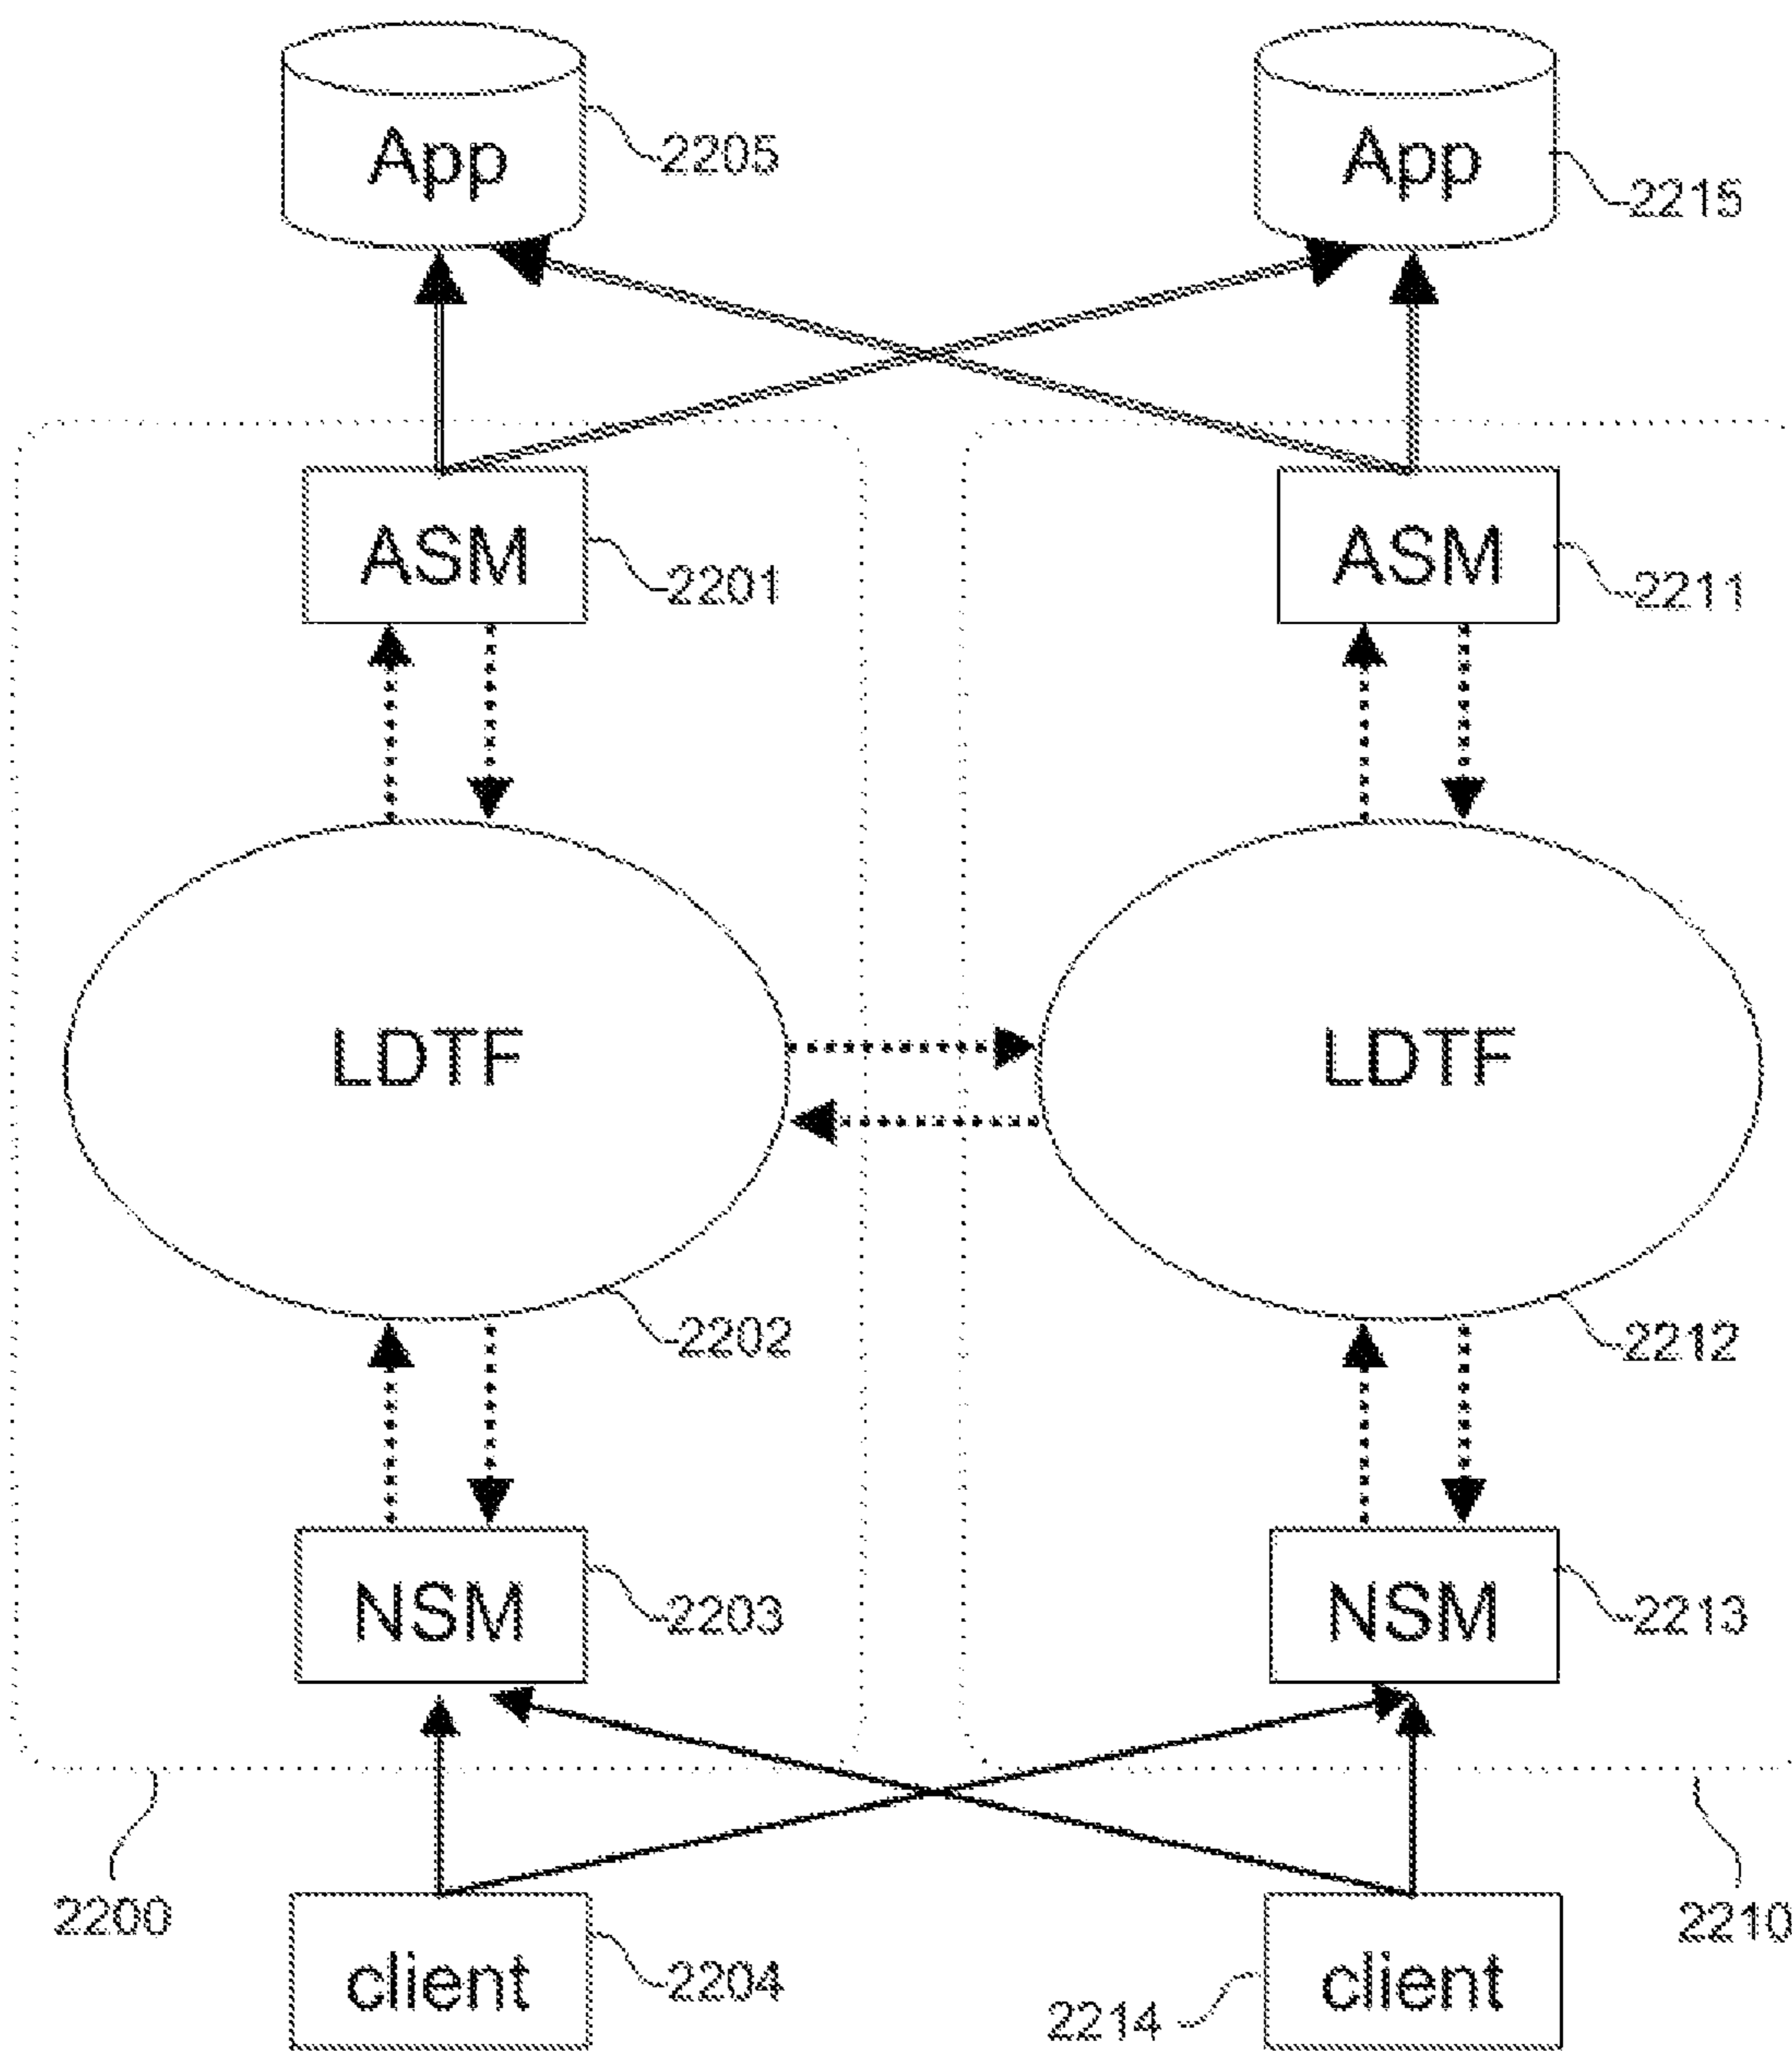 App
2205
App
2215
ASM
2201
ASM
2211
LDTF
LDTF
2202
2212
NSM
2203
NSM
2213
2200
2210
client
2204
2214
client